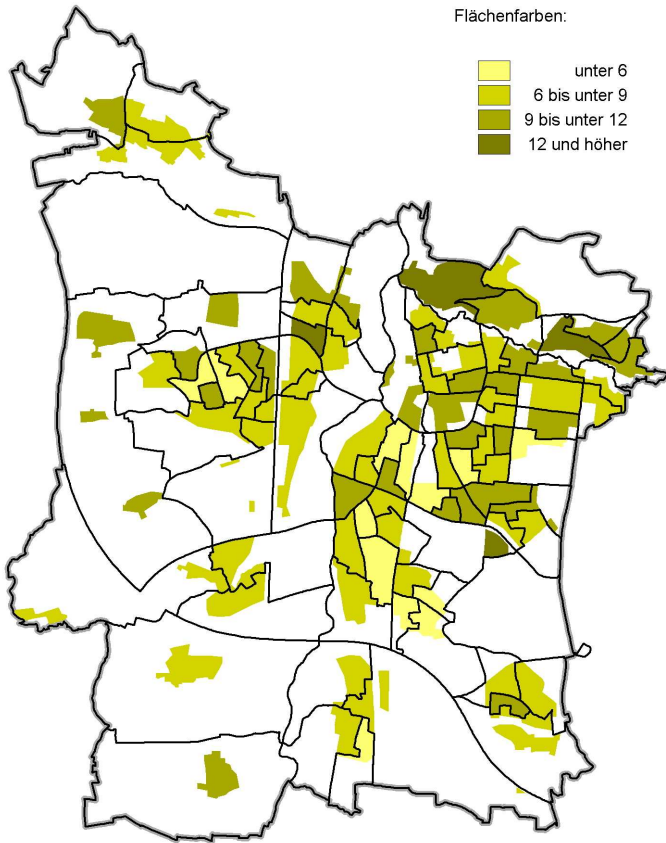 Flächenfarben:
unter 6
6 bis unter 9
9 bis unter 12
12 und höher